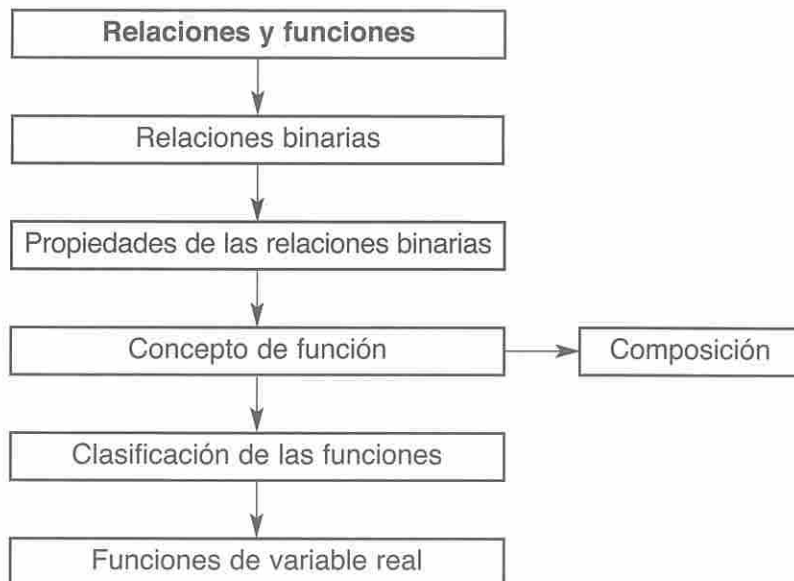 Relaciones y funciones
Relaciones binarias
Propiedades de las relaciones binarias
Concepto de función
Composición
Clasificación de las funciones
Funciones de variable real